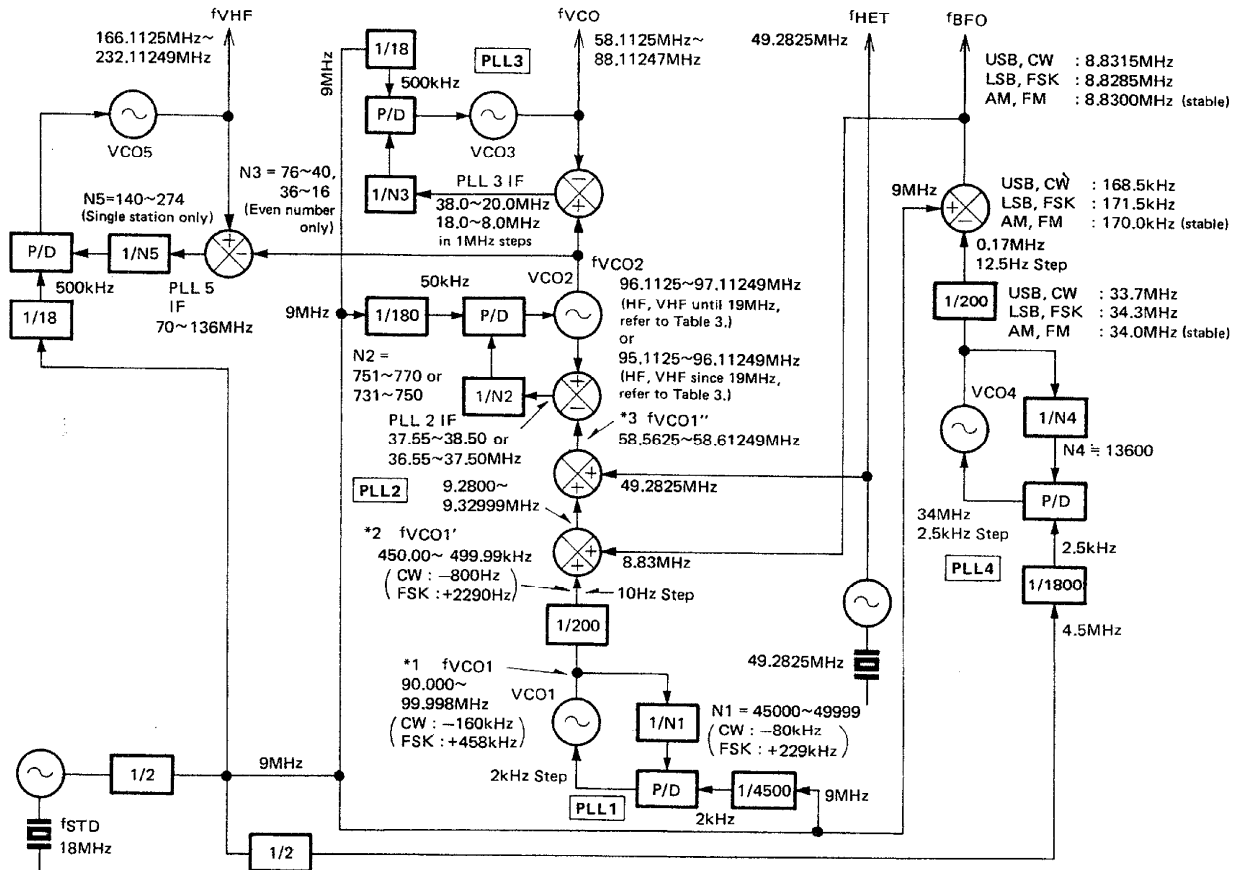 fVHF
166.1125MHz~
232.11249MHz
VCO5
N5=140~274
(Single station only)
P/D
1/N5
500kHz
PLL 5
IF
70~136MHz
1/18
9MHz
1/18
PLL3
500kHz
P/D
VCO3
fVCO
58.1125MHz~
88.11247MHz
N3 = 76~40,
36~16
(Even number
only)
1/N3
PLL 3 IF
38.0~20.0MHz
18.0~8.0MHz
in 1MHz steps
+
−
−
+
−
fVCO2
VCO2
50kHz
9MHz
1/180
P/D
96.1125~97.11249MHz
(HF, VHF until 19MHz,
refer to Table 3.)
or
95.1125~96.11249MHz
(HF, VHF since 19MHz,
refer to Table 3.)
N2 =
751~770 or
731~750
1/N2
+
−
PLL 2 IF
37.55~38.50 or
36.55~37.50MHz
*3 fVCO1''
58.5625~58.61249MHz
PLL2
9.2800~
9.32999MHz
+
+
49.2825MHz
*2 fVCO1'
450.00~ 499.99kHz
(CW : −800Hz
FSK : +2290Hz)
+
+
8.83MHz
10Hz Step
1/200
*1 fVCO1
90.000~
99.998MHz
(CW : −160kHz
FSK : +458kHz)
VCO1
1/N1
N1 = 45000~49999
(CW : −80kHz
FSK : +229kHz)
2kHz Step
P/D
1/4500
9MHz
PLL1
2kHz
fHET
49.2825MHz
49.2825MHz
fBFO
USB, CW : 8.8315MHz
LSB, FSK : 8.8285MHz
AM, FM : 8.8300MHz (stable)
9MHz
+
−
USB, CW : 168.5kHz
LSB, FSK : 171.5kHz
AM, FM : 170.0kHz (stable)
0.17MHz
12.5Hz Step
1/200
USB, CW : 33.7MHz
LSB, FSK : 34.3MHz
AM, FM : 34.0MHz (stable)
VCO4
1/N4
N4 ≒ 13600
P/D
34MHz
2.5kHz Step
PLL4
2.5kHz
1/1800
4.5MHz
1/2
9MHz
fSTD
18MHz
1/2